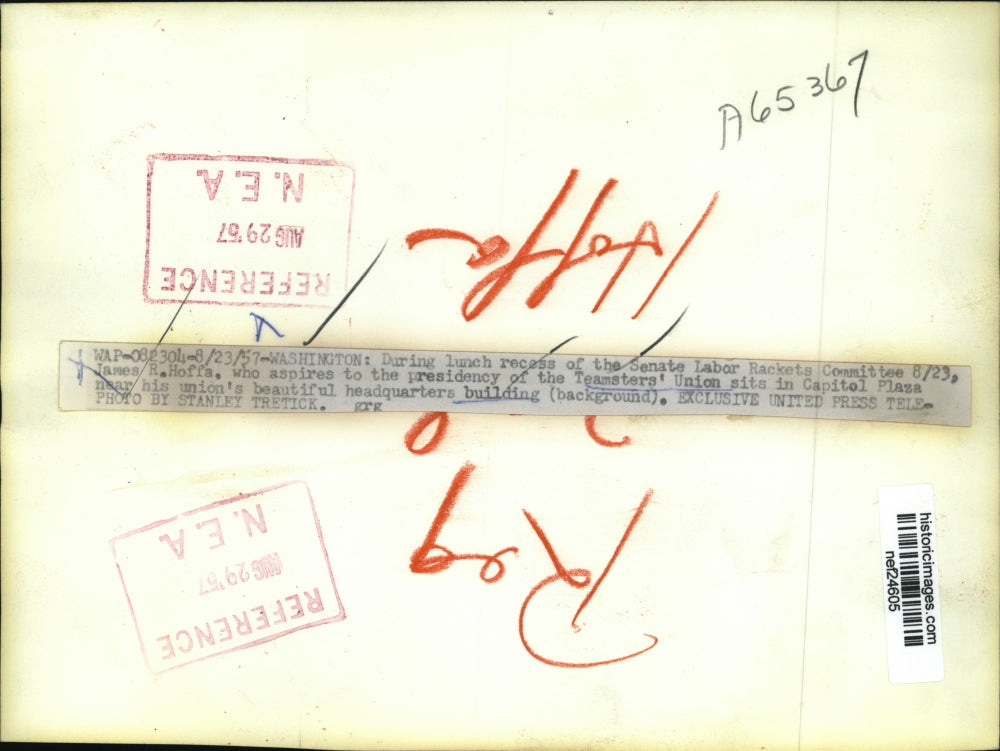 A65367
REFERENCE
AUG 29 '57
N.E.A.
Hoffa
WAP-082304-8/23/57-WASHINGTON: During lunch recess of the Senate Labor Rackets Committee 8/23,
James R.Hoffa, who aspires to the presidency of the Teamsters' Union sits in Capitol Plaza
near his union's beautiful headquarters building (background). EXCLUSIVE UNITED PRESS TELE-
PHOTO BY STANLEY TRETICK. grg
Reg
REFERENCE
AUG 29 '57
N.E.A.
historicimages.com
nef24605